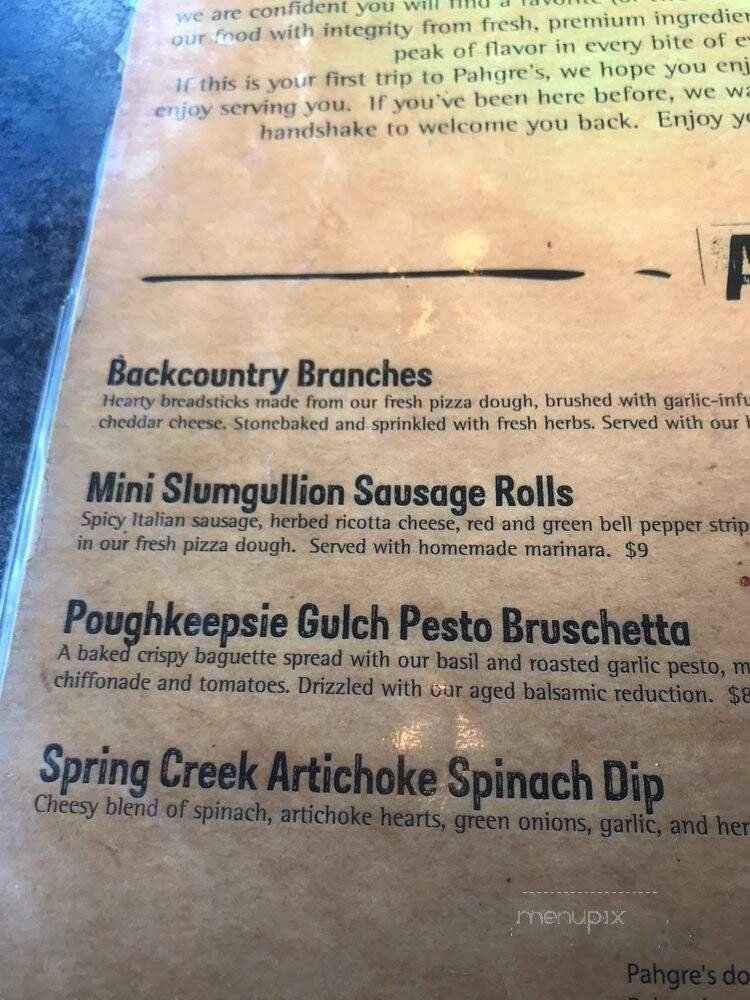 we are confident you will find a favorite
our food with integrity from fresh, premium
peak of flavor in every bite of
If this is your first trip to Pahgre's, we hope you
enjoy serving you. If you've been here before, we
handshake to welcome you back. Enjoy
A
Backcountry Branches
Hearty breadsticks made from our fresh pizza dough, brushed with garlic-infu
cheddar cheese. Stonebaked and sprinkled with fresh herbs. Served with our
Mini Slumgullion Sausage Rolls
Spicy Italian sausage, herbed ricotta cheese, red and green bell pepper strip
in our fresh pizza dough. Served with homemade marinara. $9
Poughkeepsie Gulch Pesto Bruschetta
A baked crispy baguette spread with our basil and roasted garlic pesto, m
chiffonade and tomatoes. Drizzled with our aged balsamic reduction. $8
Spring Creek Artichoke Spinach Dip
Cheesy blend of spinach, artichoke hearts, green onions, garlic, and her
menupix
Pahgre's do